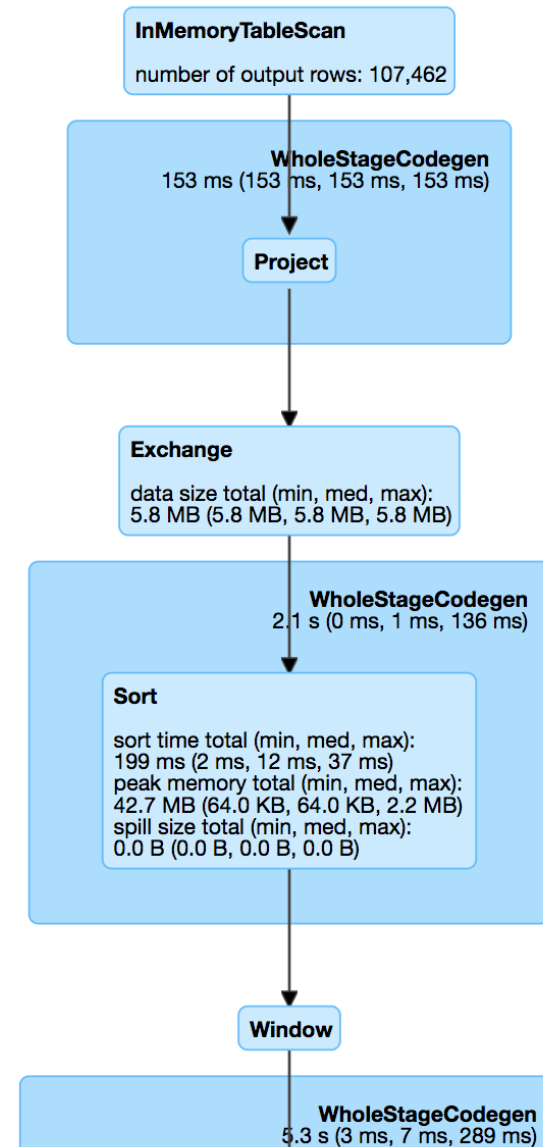 InMemoryTableScan
number of output rows: 107,462
WholeStageCodegen
153 ms (153 ms, 153 ms, 153 ms)
Project
Exchange
data size total (min, med, max):
5.8 MB (5.8 MB, 5.8 MB, 5.8 MB)
WholeStageCodegen
2.1 s (0 ms, 1 ms, 136 ms)
Sort
sort time total (min, med, max):
199 ms (2 ms, 12 ms, 37 ms)
peak memory total (min, med, max):
42.7 MB (64.0 KB, 64.0 KB, 2.2 MB)
spill size total (min, med, max):
0.0 B (0.0 B, 0.0 B, 0.0 B)
Window
WholeStageCodegen
5.3 s (3 ms, 7 ms, 289 ms)